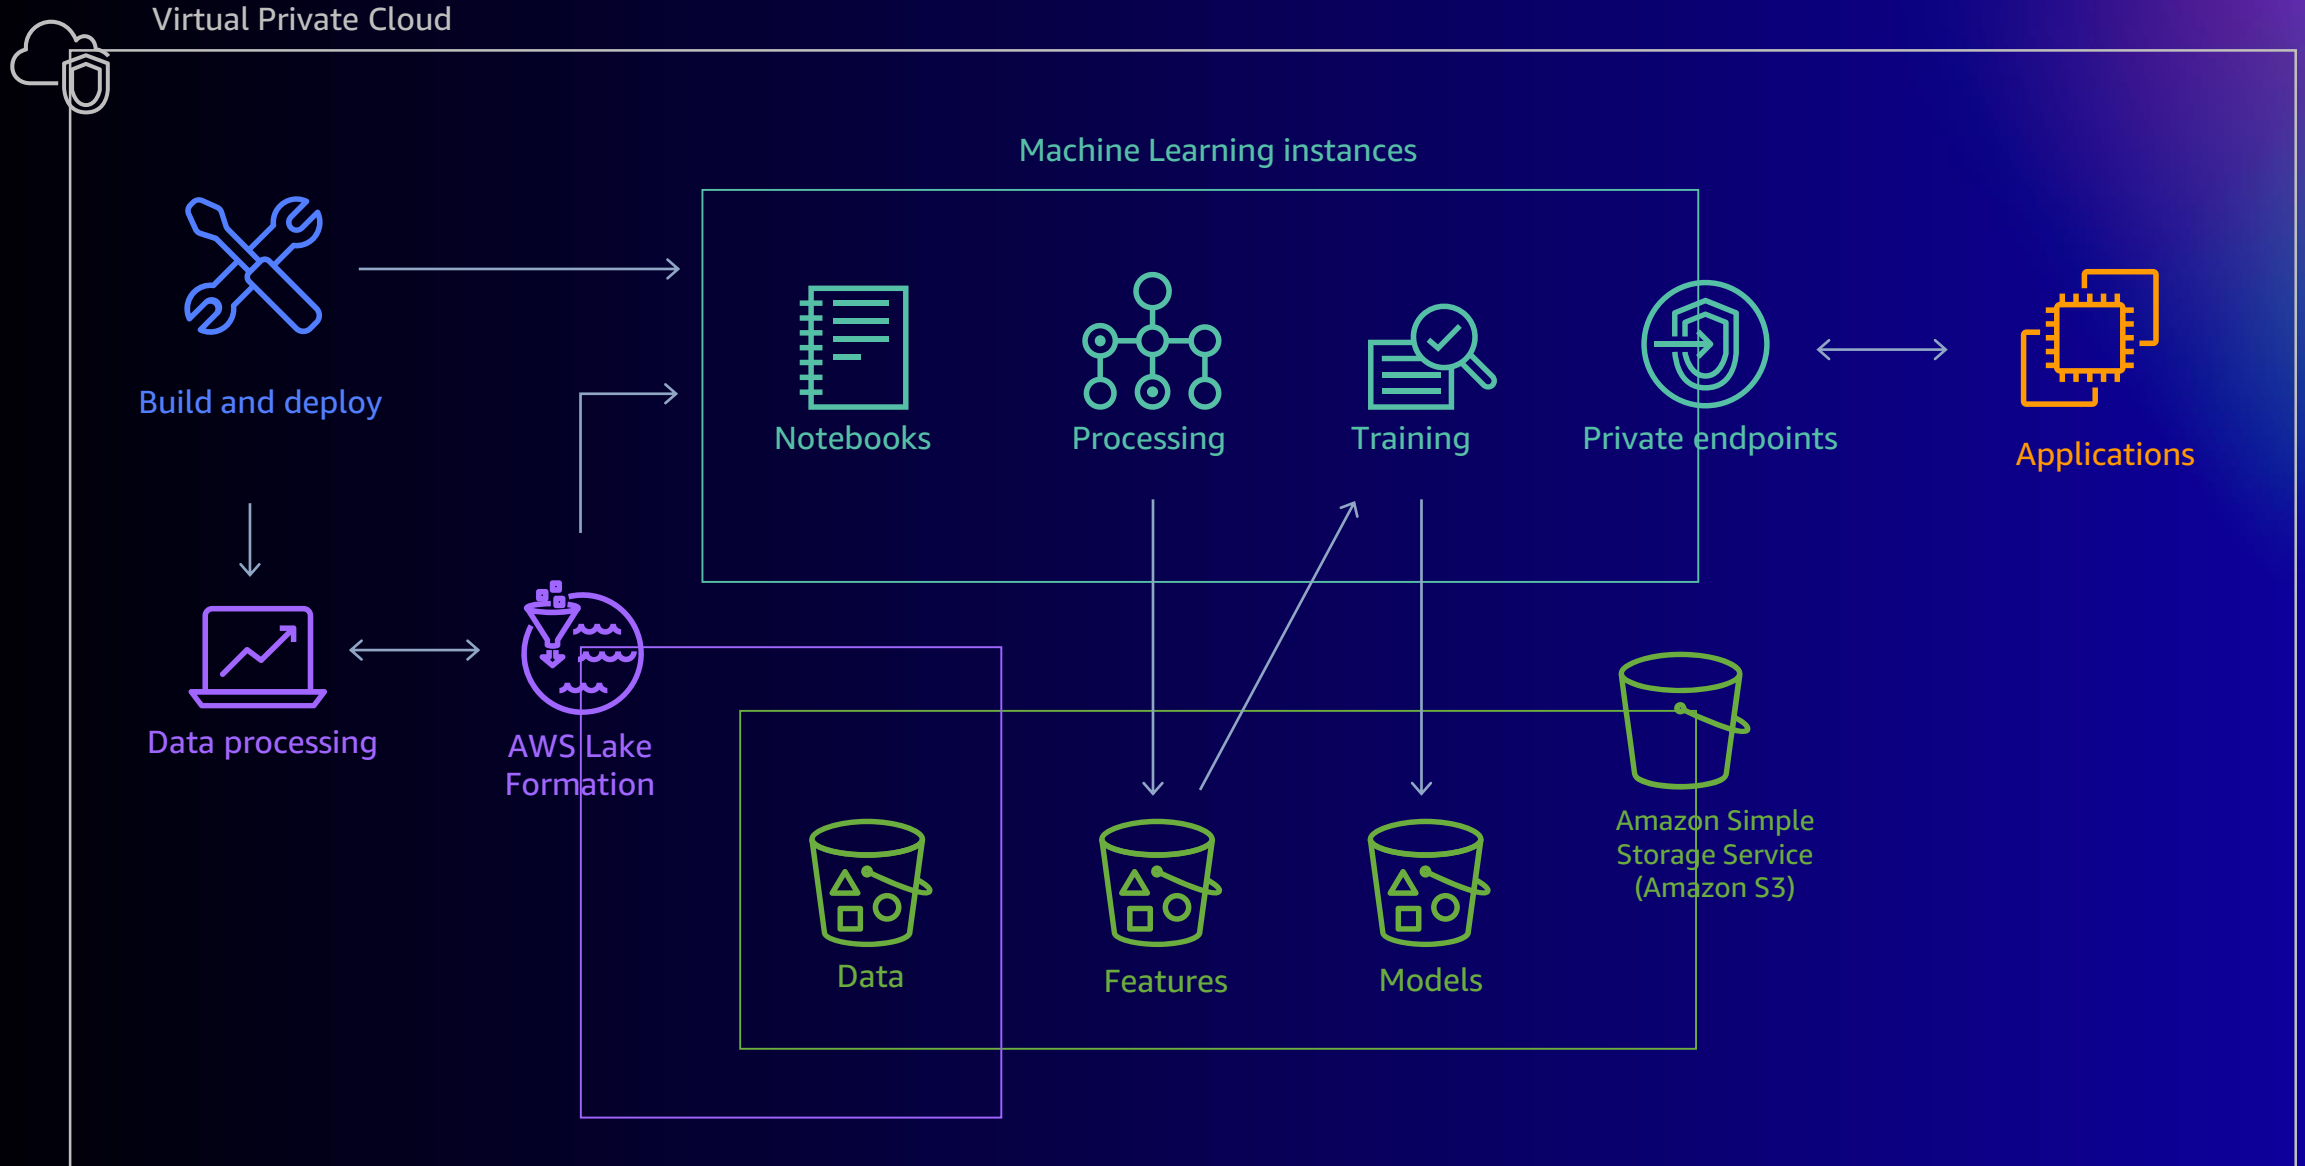 Virtual Private Cloud
Machine Learning instances
Build and deploy
Notebooks
Processing
Training
Private endpoints
Applications
Data processing
AWS Lake
Formation
Amazon Simple
Storage Service
(Amazon S3)
Data
Features
Models